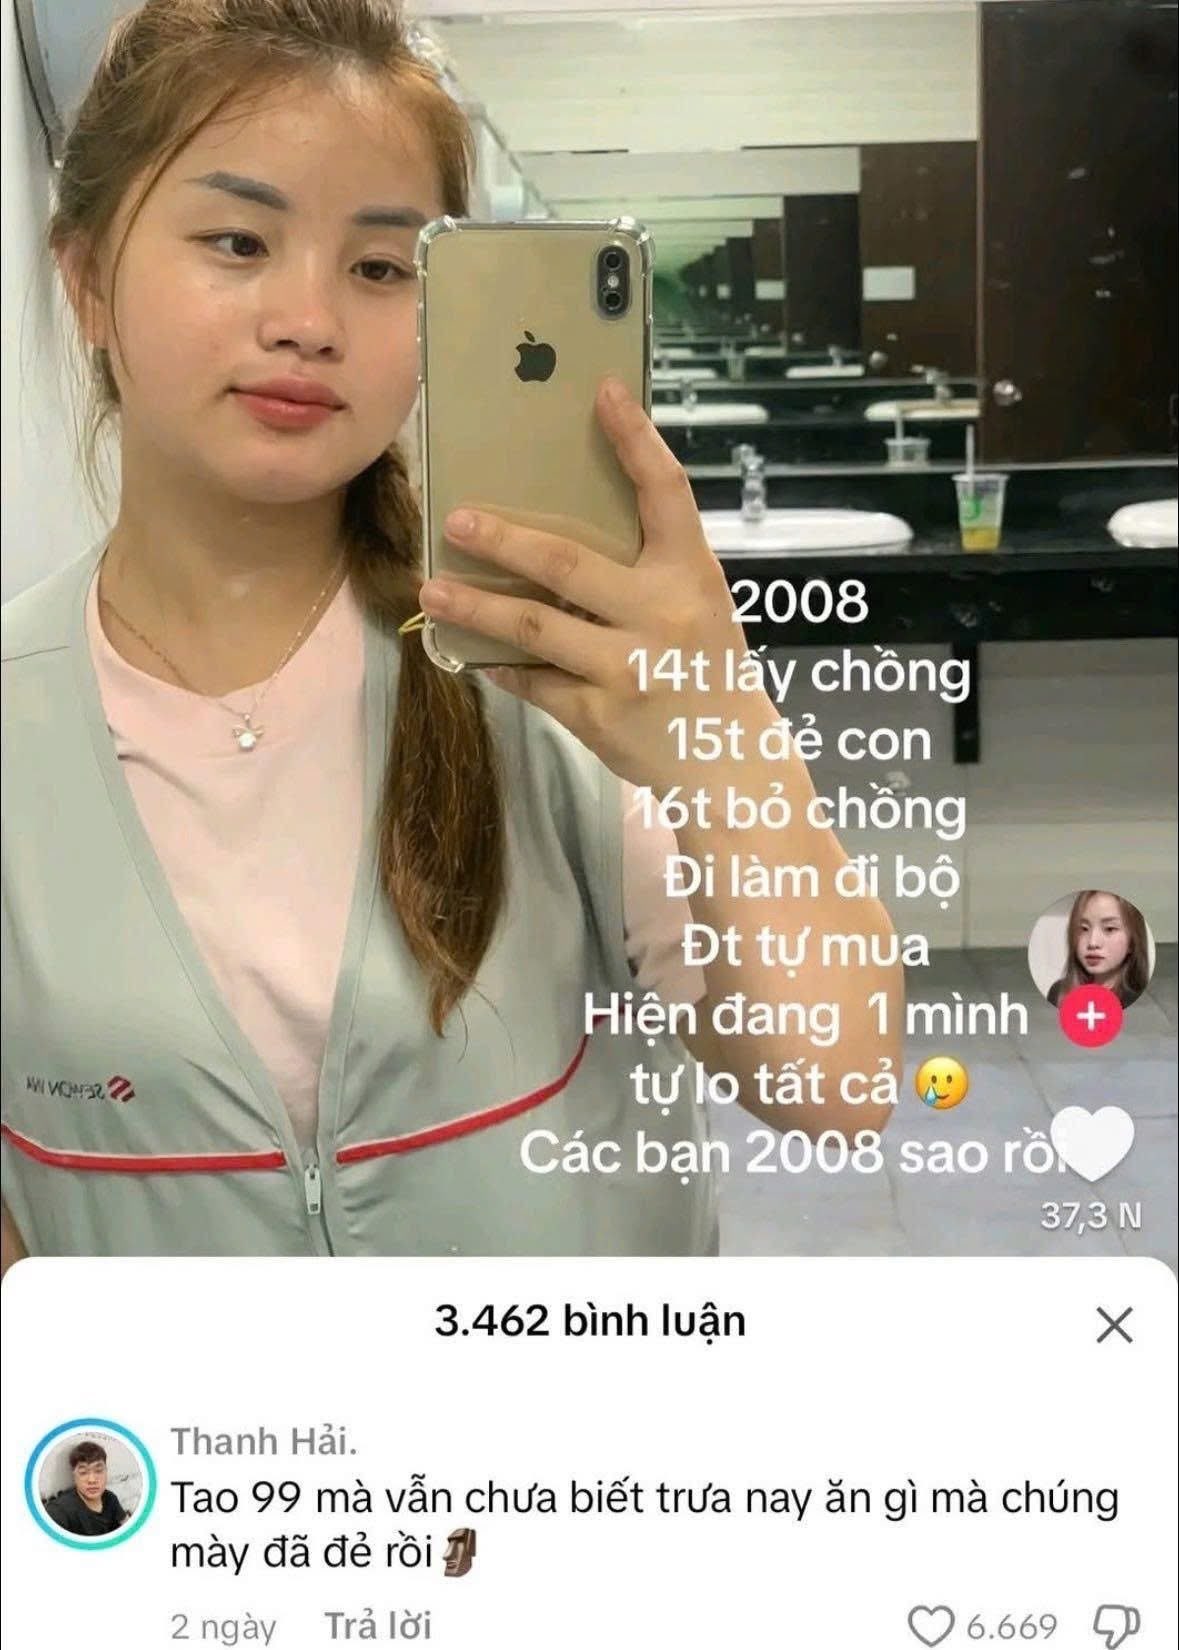 2008
14t lấy chồng
15t đẻ con
16t bỏ chồng
Đi làm đi bộ
Đt tự mua
Hiện đang 1 mình
tự lo tất cả 🥲
Các bạn 2008 sao rồi
37,3 N
3.462 bình luận
Thanh Hải.
Tao 99 mà vẫn chưa biết trưa nay ăn gì mà chúng
mày đã đẻ rồi 🗿
2 ngày Trả lời 6.669